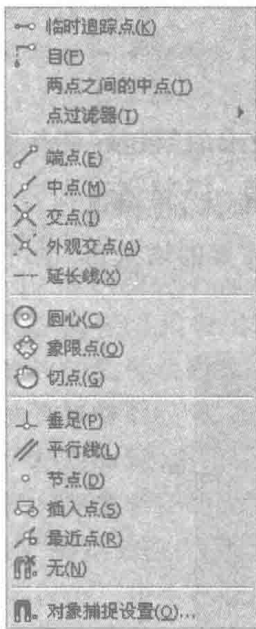 临时追踪点(K)
自(F)
两点之间的中点(T)
点过滤器(T)
端点(E)
中点(M)
交点(I)
外观交点(A)
延长线(X)
圆心(C)
象限点(Q)
切点(G)
垂足(P)
平行线(L)
节点(D)
插入点(S)
最近点(R)
无(N)
对象捕捉设置(O)...